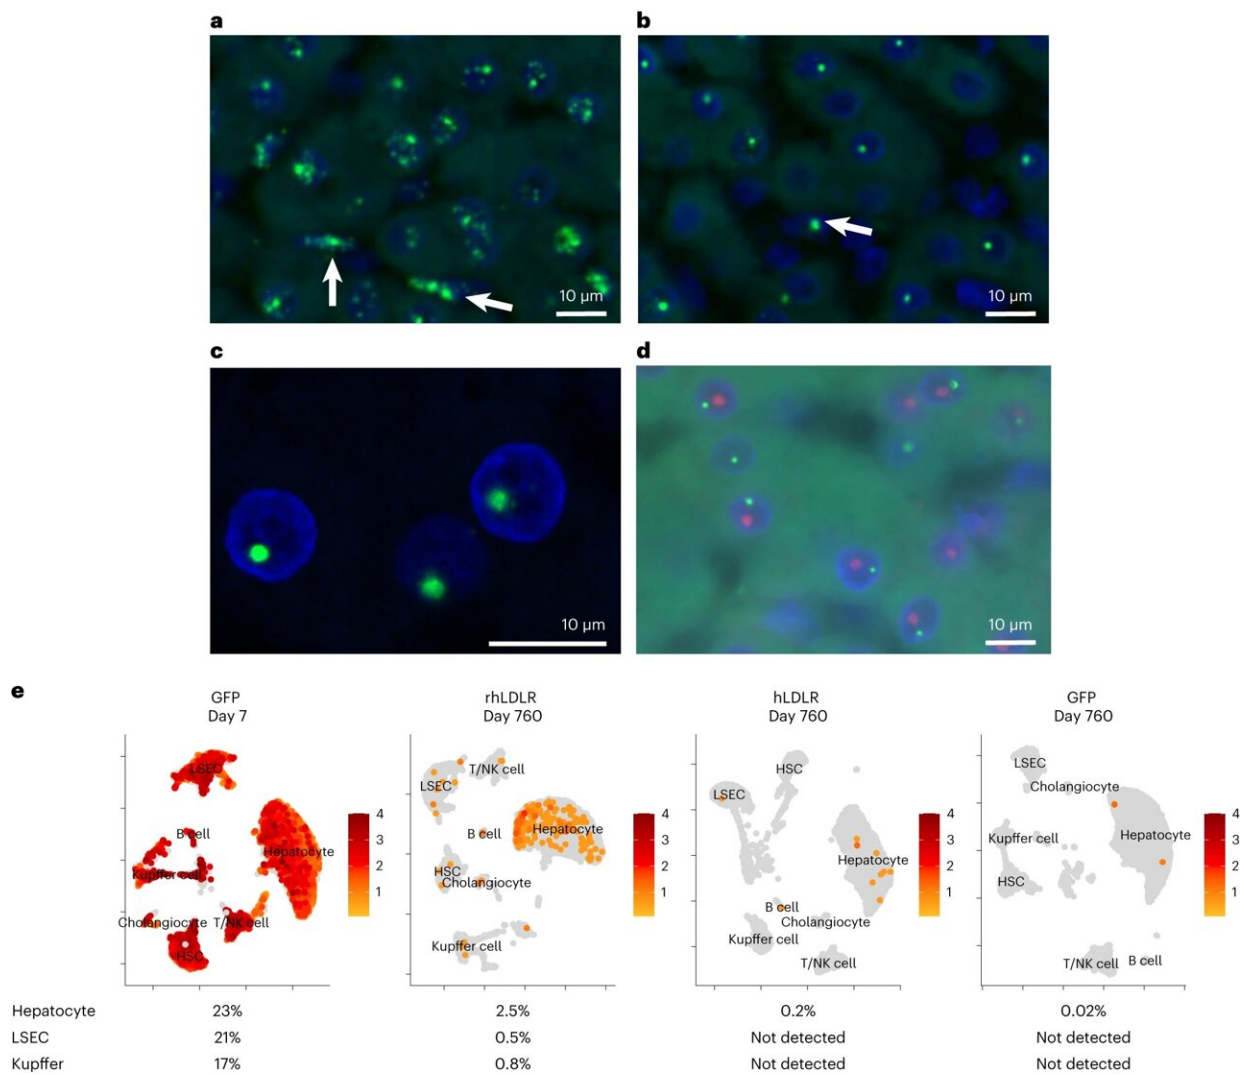 a
b
10 µm
10 µm
c
d
10 µm
10 µm
e
GFP
Day 7
rhLDLR
Day 760
hLDLR
Day 760
GFP
Day 760
LSEC
B cell
Hepatocyte
Kupffer cell
Cholangiocyte
T/NK cell
HSC
4
3
2
1
T/NK cell
LSEC
B cell
Hepatocyte
HSC
Cholangiocyte
Kupffer cell
4
3
2
1
HSC
LSEC
Hepatocyte
B cell
Cholangiocyte
Kupffer cell
T/NK cell
4
3
2
1
LSEC
Cholangiocyte
Kupffer cell
Hepatocyte
HSC
T/NK cell
B cell
4
3
2
1
Hepatocyte 23% 2.5% 0.2% 0.02%
LSEC 21% 0.5% Not detected Not detected
Kupffer 17% 0.8% Not detected Not detected